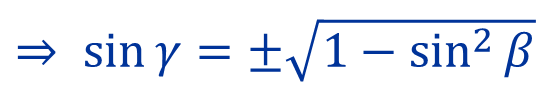 ⇒ sin γ = ±√(1 − sin² β)